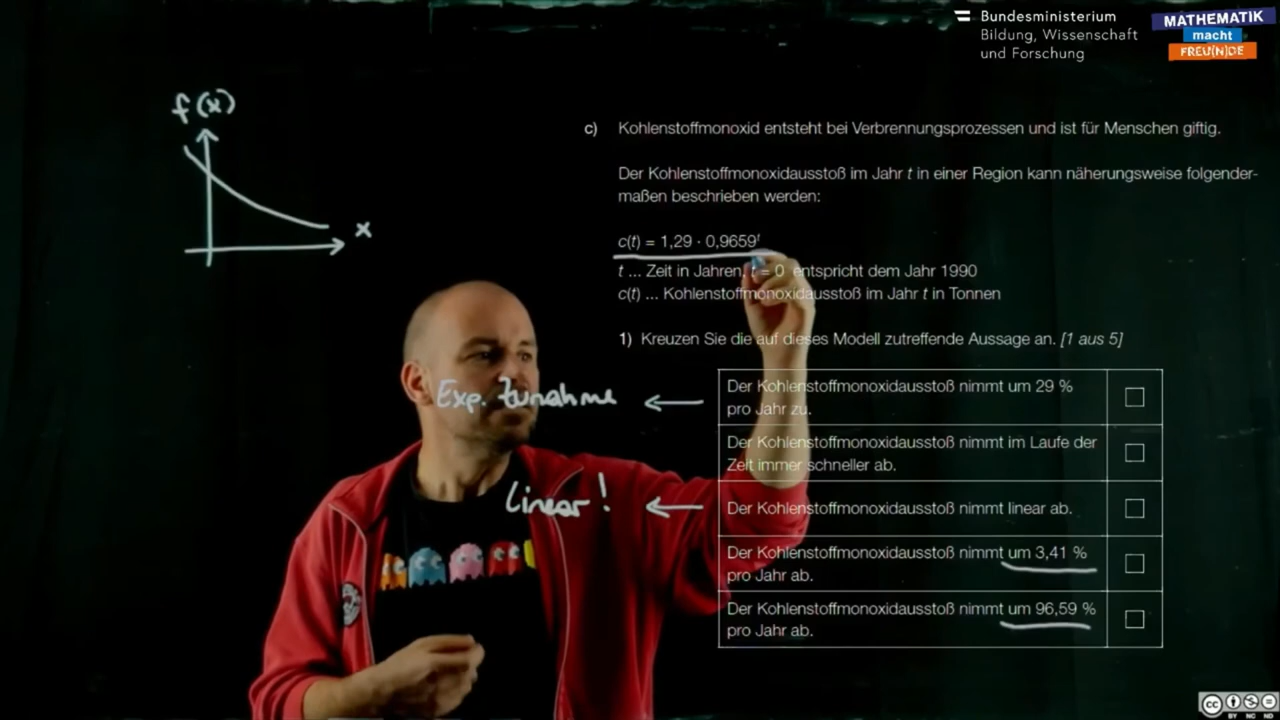 Bundesministerium
Bildung, Wissenschaft
und Forschung
MATHEMATIK
macht
FREU(N)DE
f(x)
x
c) Kohlenstoffmonoxid entsteht bei Verbrennungsprozessen und ist für Menschen giftig.
Der Kohlenstoffmonoxidausstoß im Jahr t in einer Region kann näherungsweise folgender-
maßen beschrieben werden:
c(t) = 1,29 · 0,9659ᵗ
t ... Zeit in Jahren, t = 0 entspricht dem Jahr 1990
c(t) ... Kohlenstoffmonoxidausstoß im Jahr t in Tonnen
1) Kreuzen Sie die auf dieses Modell zutreffende Aussage an. [1 aus 5]
Exp. Zunahme ←
Der Kohlenstoffmonoxidausstoß nimmt um 29 %
pro Jahr zu.
Der Kohlenstoffmonoxidausstoß nimmt im Laufe der
Zeit immer schneller ab.
Linear! ←
Der Kohlenstoffmonoxidausstoß nimmt linear ab.
Der Kohlenstoffmonoxidausstoß nimmt um 3,41 %
pro Jahr ab.
Der Kohlenstoffmonoxidausstoß nimmt um 96,59 %
pro Jahr ab.
cc
BY NC ND